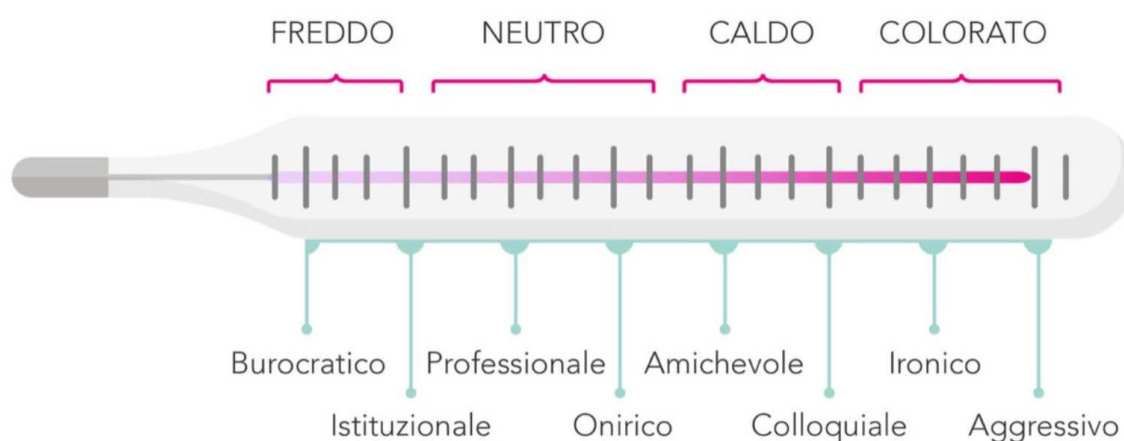 FREDDO NEUTRO CALDO COLORATO
Burocratico Professionale Amichevole Ironico
Istituzionale Onirico Colloquiale Aggressivo